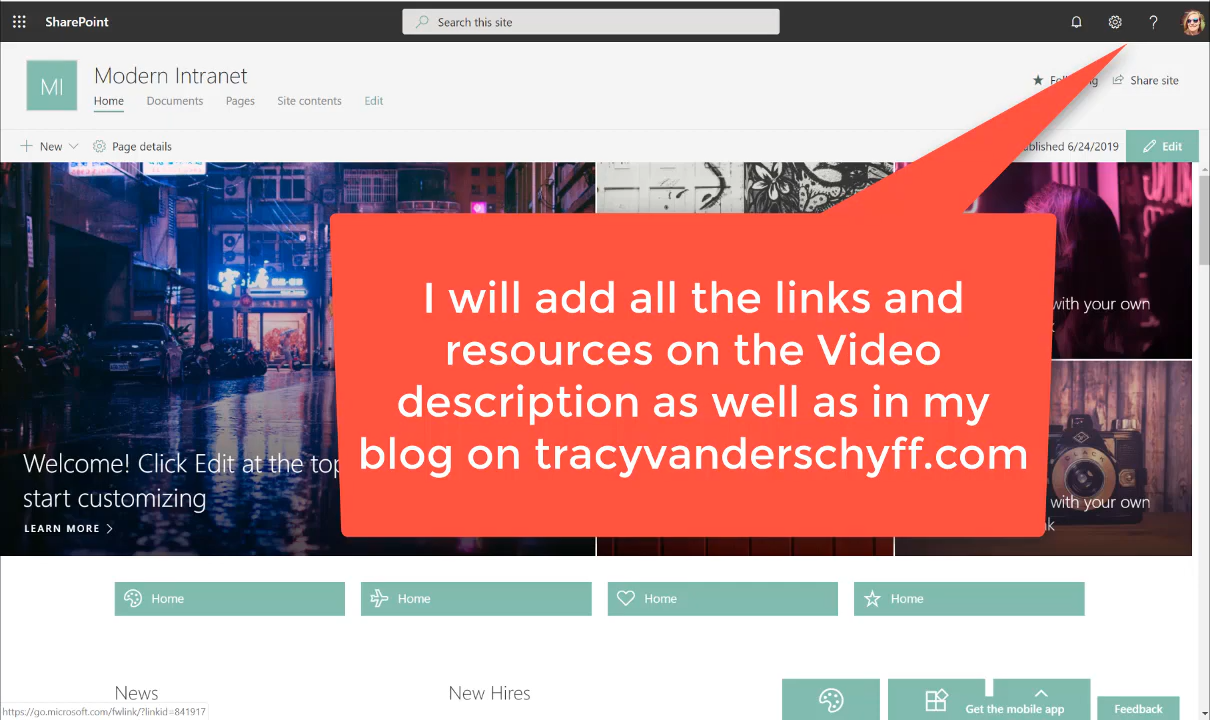 SharePoint
Search this site
?
MI
Modern Intranet
Home Documents Pages Site contents Edit
Share site
New
Page details
6/24/2019
Edit
I will add all the links and
resources on the Video
description as well as in my
blog on tracyvanderschyff.com
with your own
Welcome! Click Edit at the top
start customizing
LEARN MORE
with your own
Home
Home
Home
Home
News
New Hires
https://go.microsoft.com/fwlink/?linkid=841917
Get the mobile app
Feedback